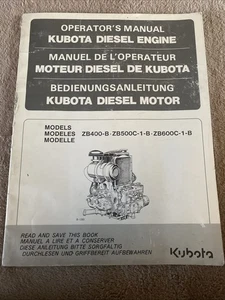 OPERATOR'S MANUAL
KUBOTA DIESEL ENGINE
MANUEL DE L'OPERATEUR
MOTEUR DIESEL DE KUBOTA
BEDIENUNGSANLEITUNG
KUBOTA DIESEL MOTOR
MODELS
MODELES ZB400-B·ZB500C-1-B·ZB600C-1-B
MODELLE
READ AND SAVE THIS BOOK
MANUEL A LIRE ET A CONSERVER
DIESE ANLEITUNG BITTE SORGFÄLTIG
DURCHLESEN UND GRIFFBEREIT AUFBEWAHREN
Kubota